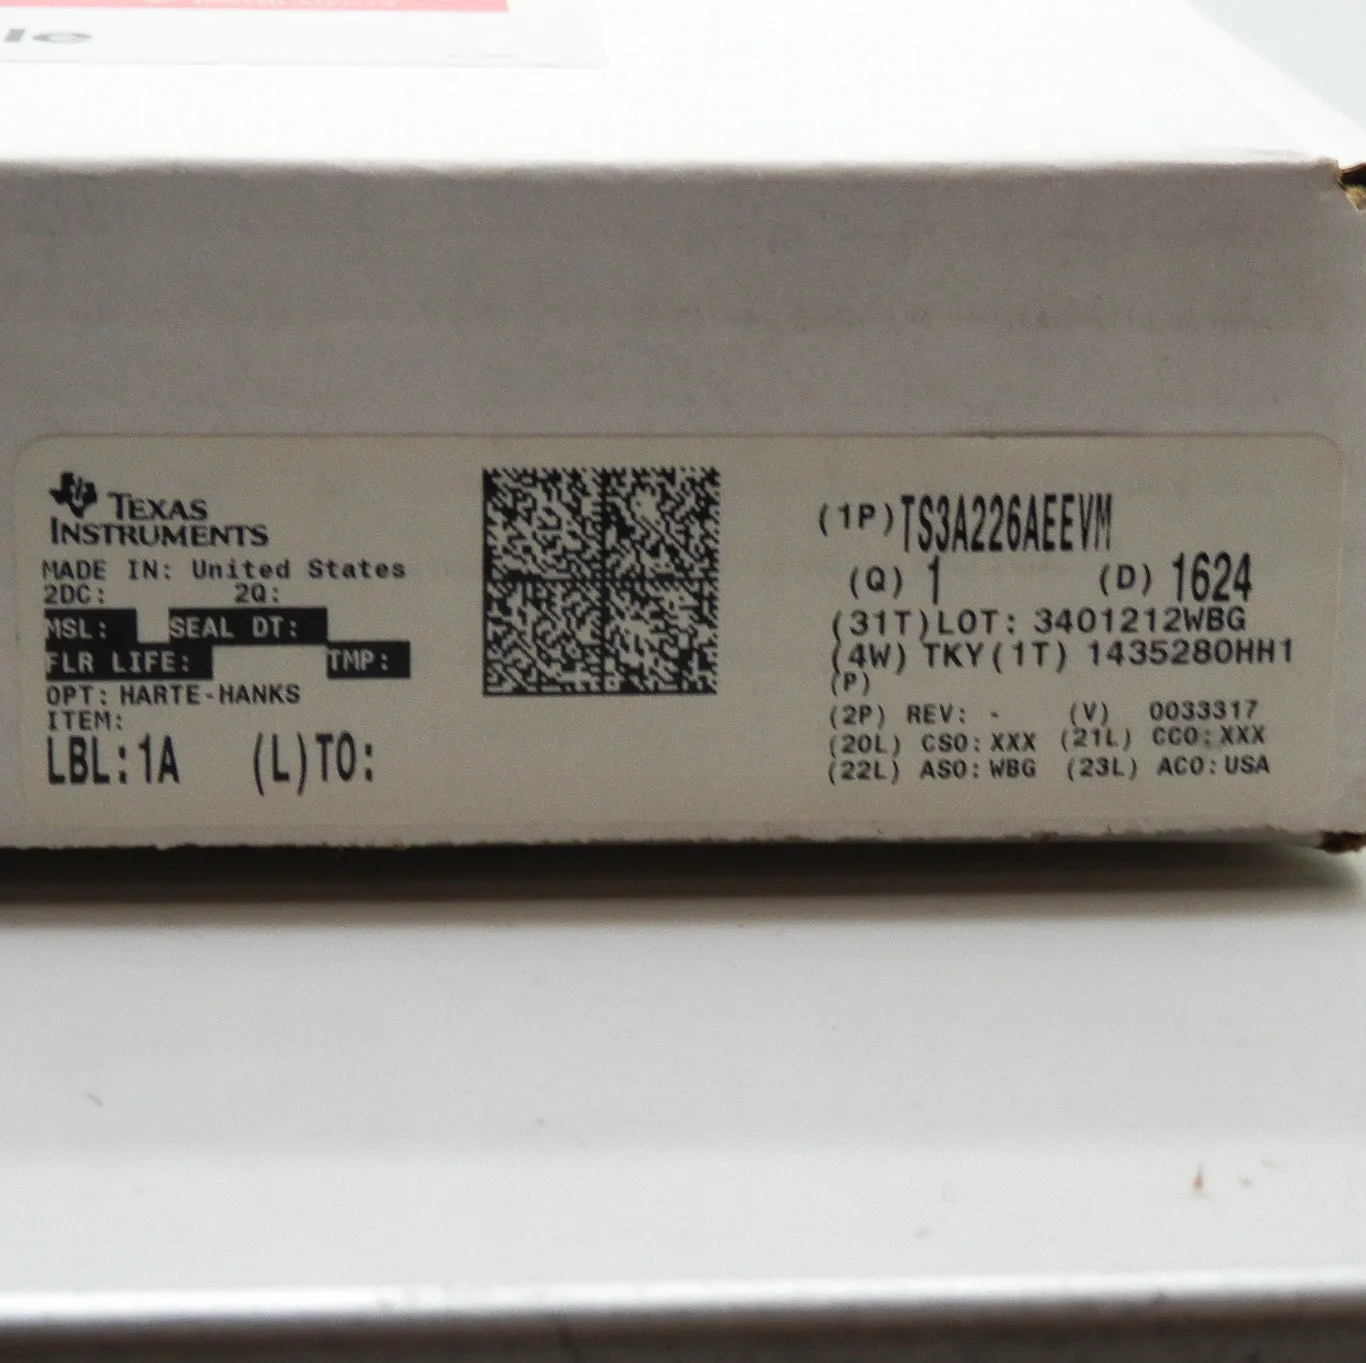 TEXAS
INSTRUMENTS
MADE IN: United States
2DC: 2Q:
MSL: SEAL DT:
FLR LIFE: TMP:
OPT: HARTE-HANKS
ITEM:
LBL:1A (L)TO:
(1P)TS3A226AEEVM
(Q) 1 (D) 1624
(31T)LOT: 3401212WBG
(4W) TKY(1T) 1435280HH1
(P)
(2P) REV: - (V) 0033317
(20L) CSO:XXX (21L) CCO:XXX
(22L) ASO:WBG (23L) ACO:USA